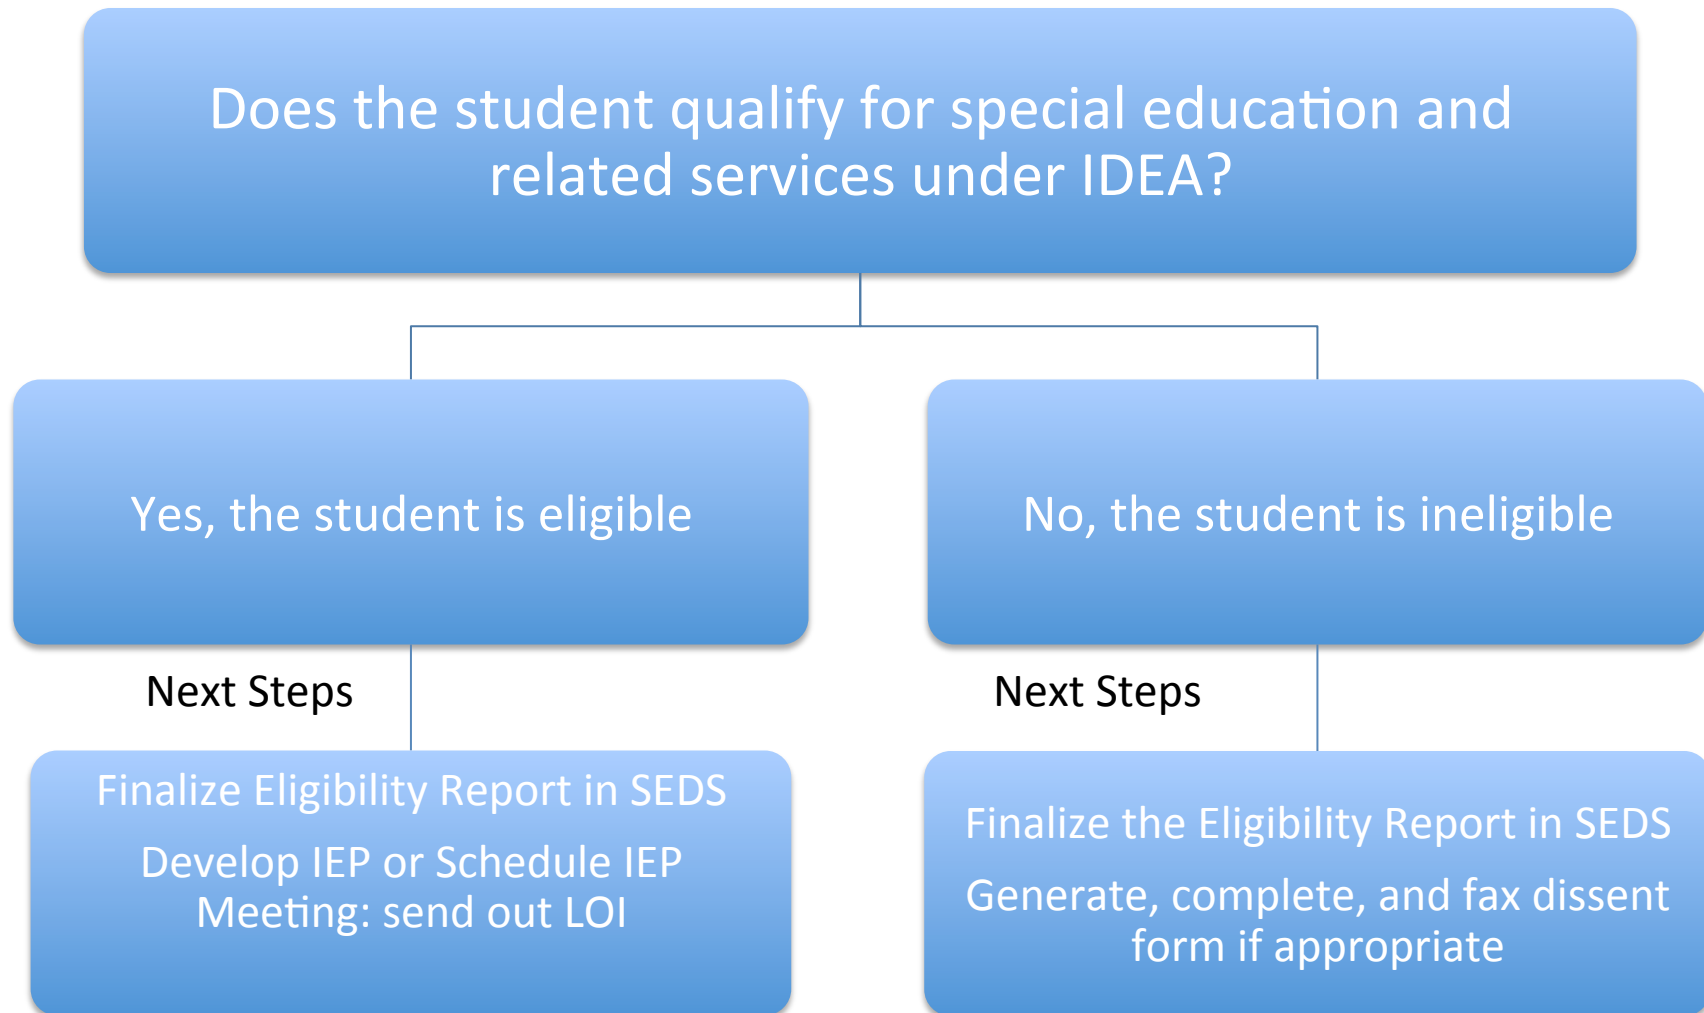 Does the student qualify for special education and
related services under IDEA?
Yes, the student is eligible
No, the student is ineligible
Next Steps
Next Steps
Finalize Eligibility Report in SEDS
Develop IEP or Schedule IEP
Meeting: send out LOI
Finalize the Eligibility Report in SEDS
Generate, complete, and fax dissent
form if appropriate